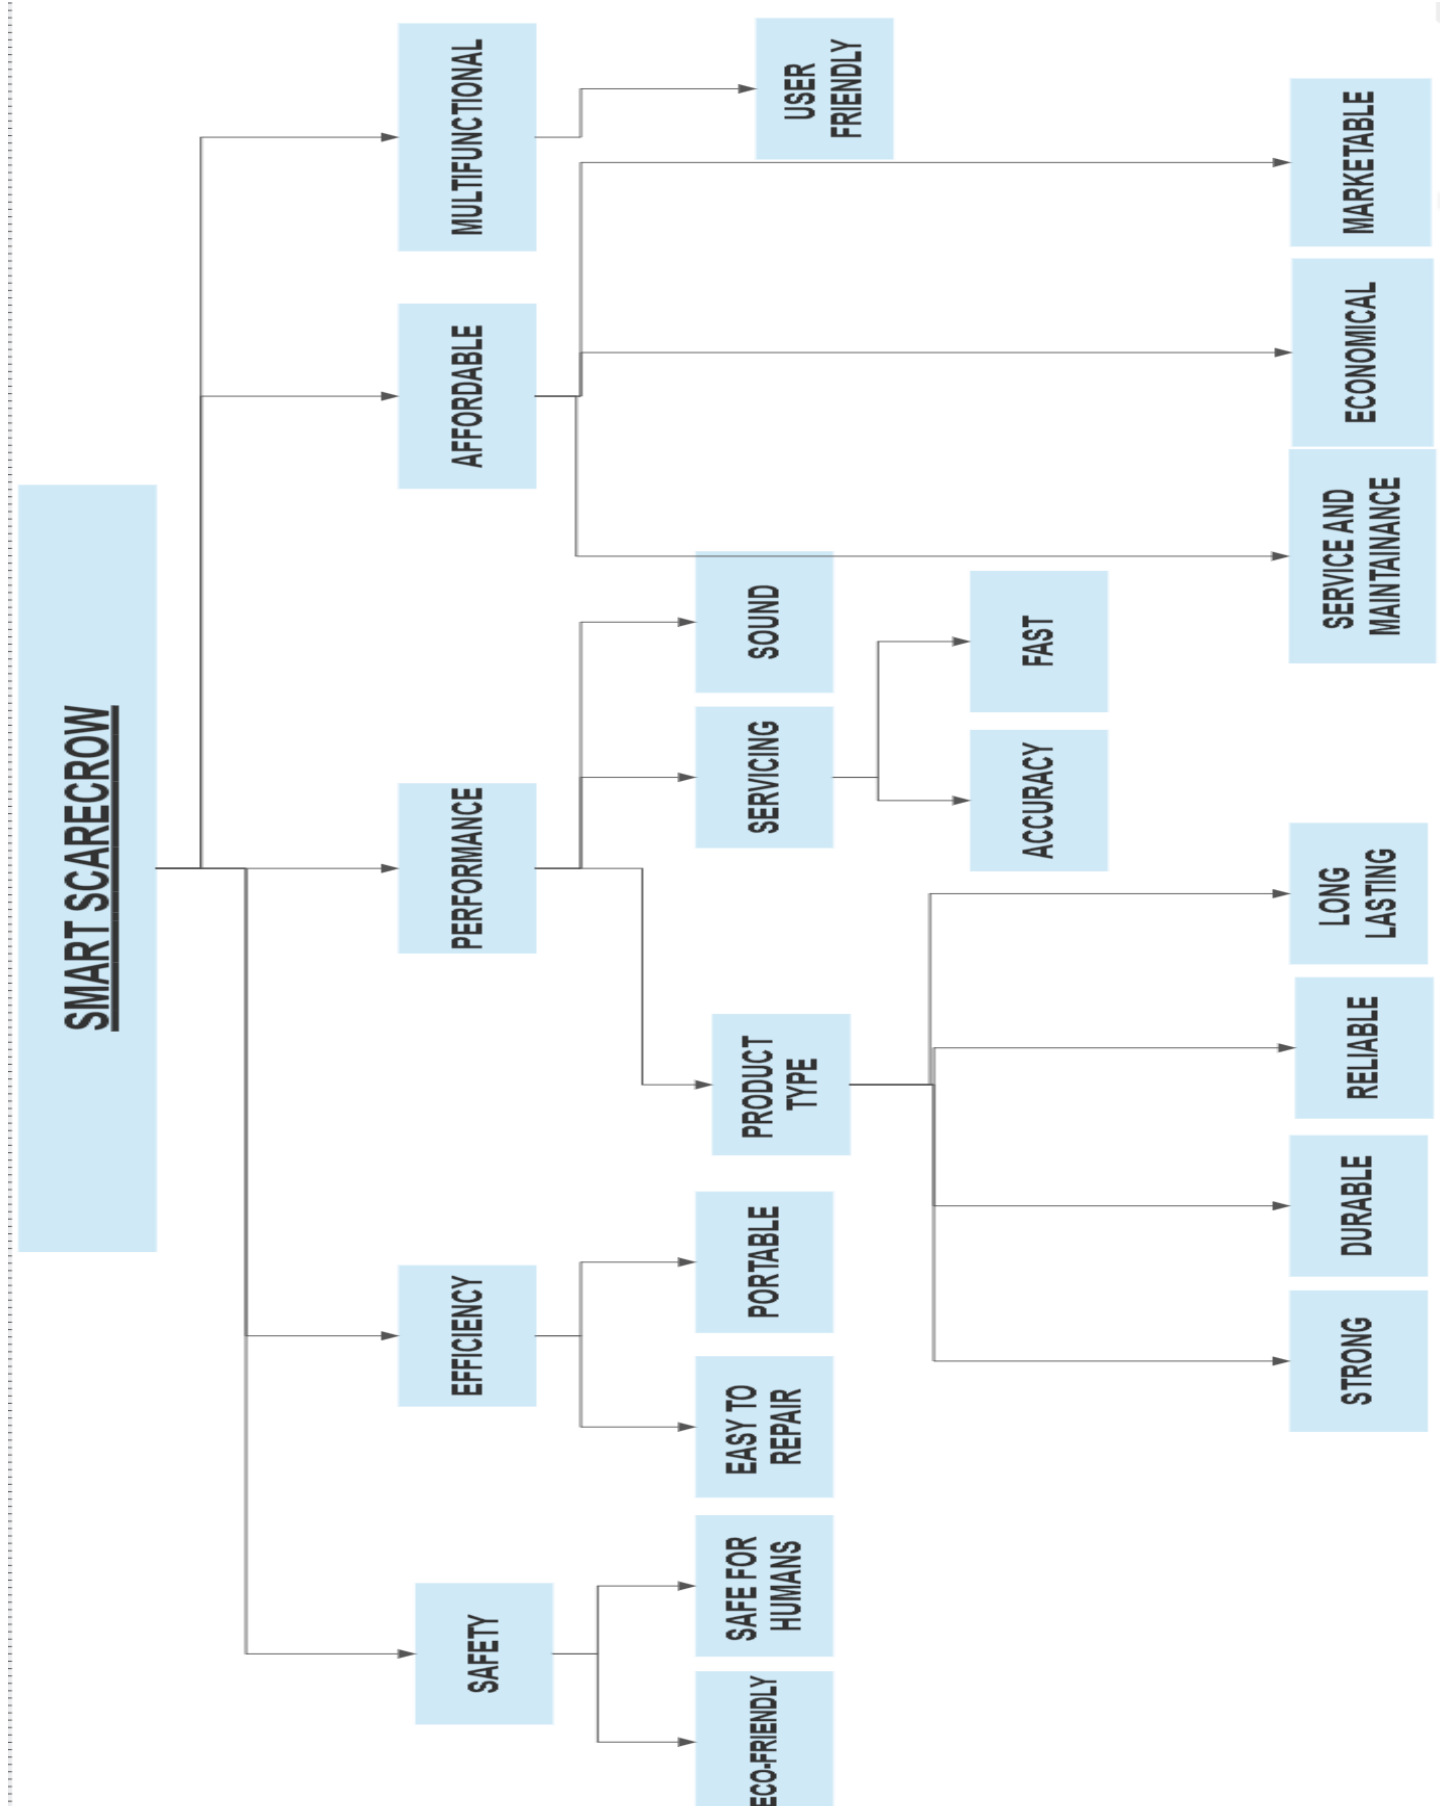 SMART SCARECROW
SAFETY
EFFICIENCY
PERFORMANCE
AFFORDABLE
MULTIFUNCTIONAL
ECO-FRIENDLY
SAFE FOR
HUMANS
EASY TO
REPAIR
PORTABLE
PRODUCT
TYPE
SERVICING
SOUND
USER
FRIENDLY
ACCURACY
FAST
STRONG
DURABLE
RELIABLE
LONG
LASTING
SERVICE AND
MAINTAINANCE
ECONOMICAL
MARKETABLE